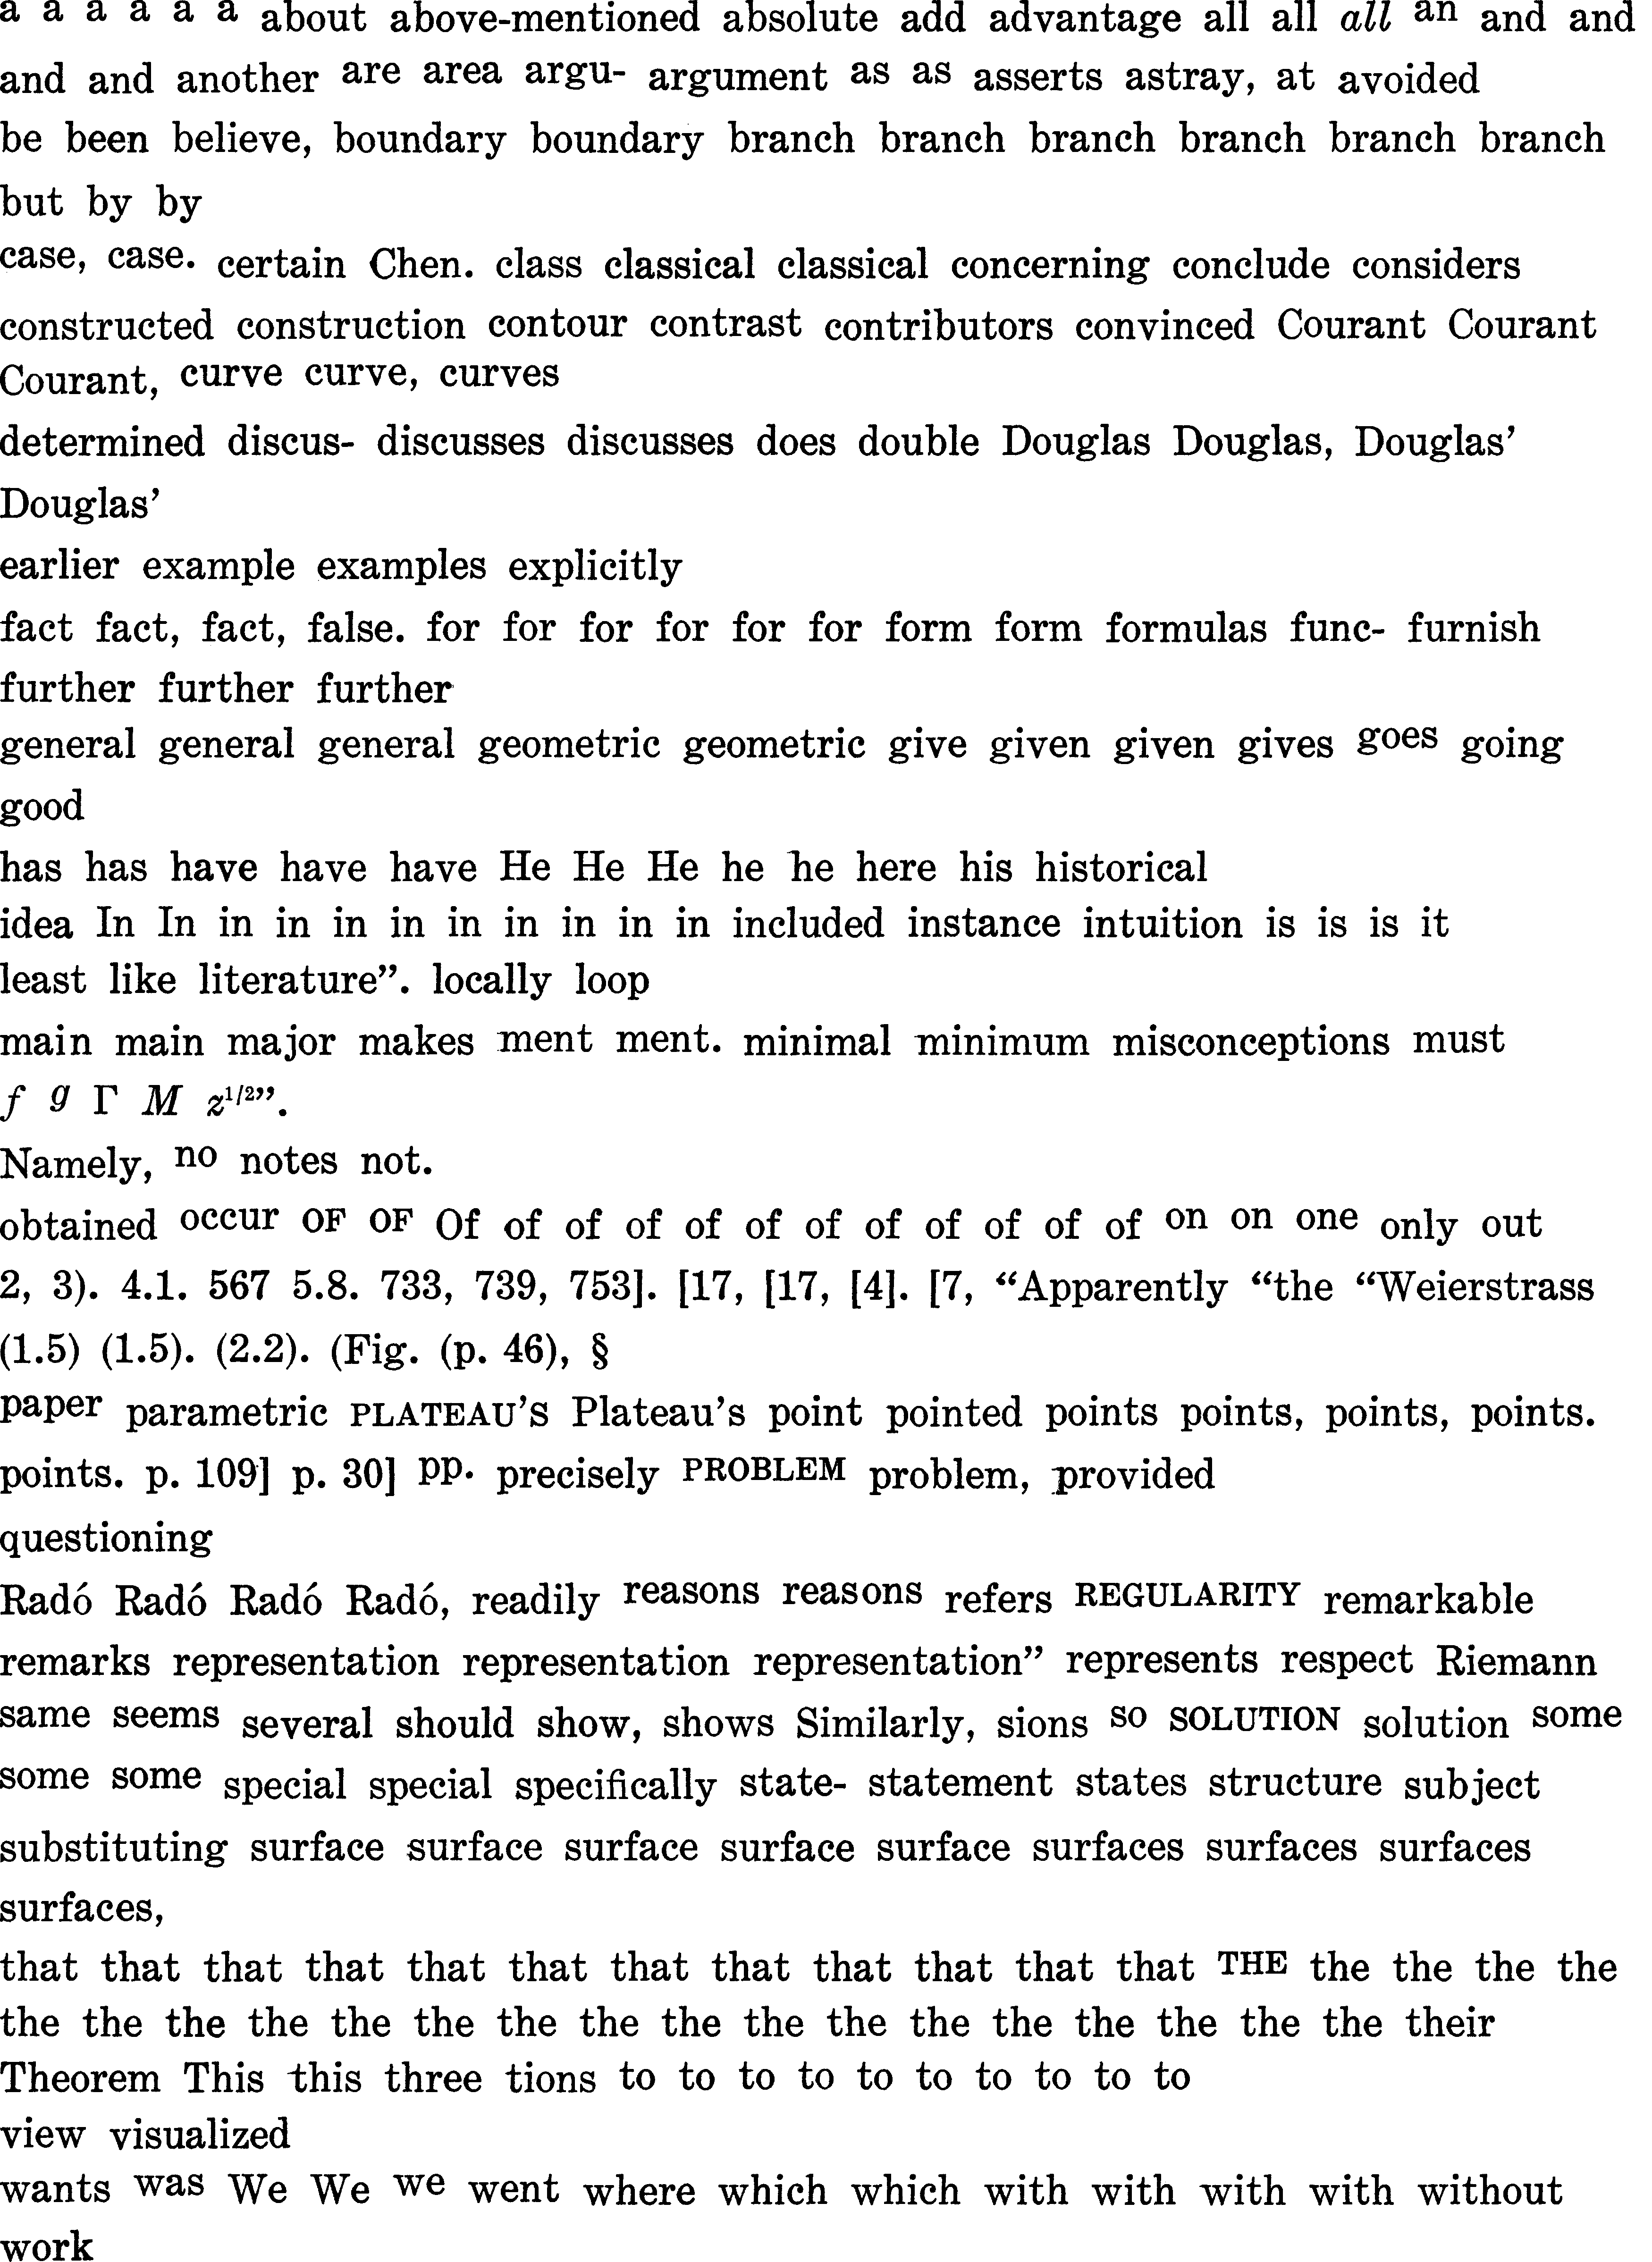 a a a a a a about above-mentioned absolute add advantage all all all an and and
and and another are area argu- argument as as asserts astray, at avoided
be been believe, boundary boundary branch branch branch branch branch branch
but by by
case, case. certain Chen. class classical classical concerning conclude considers
constructed construction contour contrast contributors convinced Courant Courant
Courant, curve curve, curves
determined discus- discusses discusses does double Douglas Douglas, Douglas’
Douglas’
earlier example examples explicitly
fact fact, fact, false. for for for for for for form form formulas func- furnish
further further further
general general general geometric geometric give given given gives goes going
good
has has have have have He He He he he here his historical
idea In In in in in in in in in in in included instance intuition is is is it
least like literature”. locally loop
main main major makes ment ment. minimal minimum misconceptions must
f g Γ M z¹/²”.
Namely, no notes not.
obtained occur OF OF Of of of of of of of of of of of of on on one only out
2, 3). 4.1. 567 5.8. 733, 739, 753]. [17, [17, [4]. [7, “Apparently “the “Weierstrass
(1.5) (1.5). (2.2). (Fig. (p. 46), §
paper parametric PLATEAU’S Plateau’s point pointed points points, points, points.
points. p. 109] p. 30] pp. precisely PROBLEM problem, provided
questioning
Radó Radó Radó Radó, readily reasons reasons refers REGULARITY remarkable
remarks representation representation representation” represents respect Riemann
same seems several should show, shows Similarly, sions so SOLUTION solution some
some some special special specifically state- statement states structure subject
substituting surface surface surface surface surface surfaces surfaces surfaces
surfaces,
that that that that that that that that that that that that THE the the the the
the the the the the the the the the the the the the the the the the their
Theorem This this three tions to to to to to to to to to to
view visualized
wants was We We we went where which which with with with with without
work